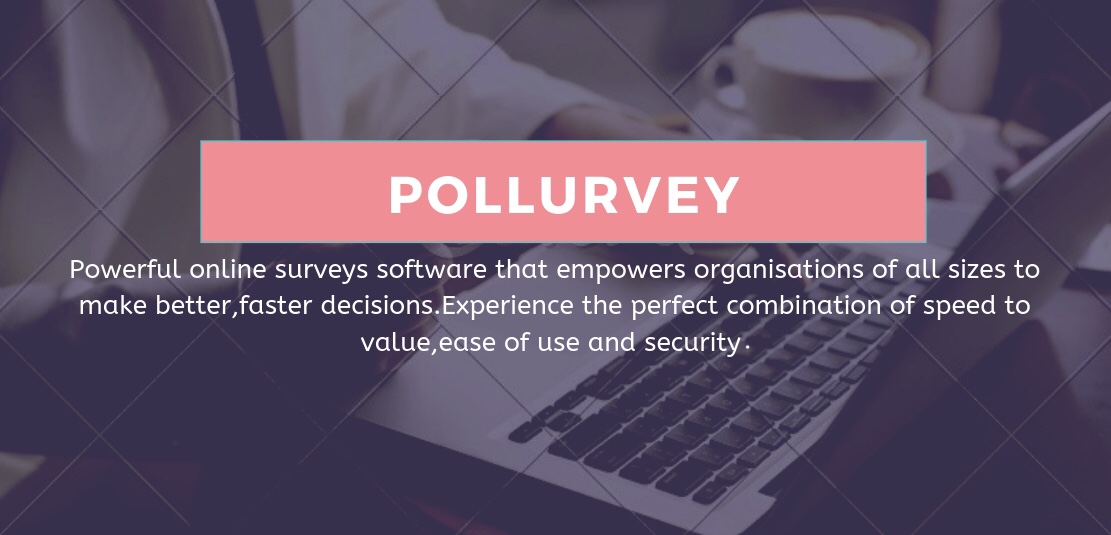 POLLURVEY
Powerful online surveys software that empowers organisations of all sizes to
make better,faster decisions.Experience the perfect combination of speed to
value,ease of use and security.